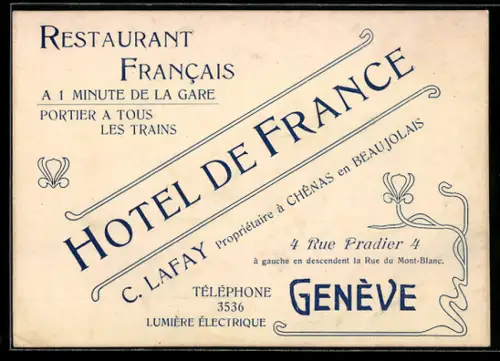 RESTAURANT
FRANÇAIS
A 1 MINUTE DE LA GARE
PORTIER A TOUS
LES TRAINS
HOTEL DE FRANCE
C. LAFAY Propriétaire à CHÊNAS en BEAUJOLAIS
4 Rue Pradier 4
à gauche en descendent la Rue du Mont-Blanc.
TÉLÉPHONE
3536
LUMIÈRE ÉLECTRIQUE
GENÈVE